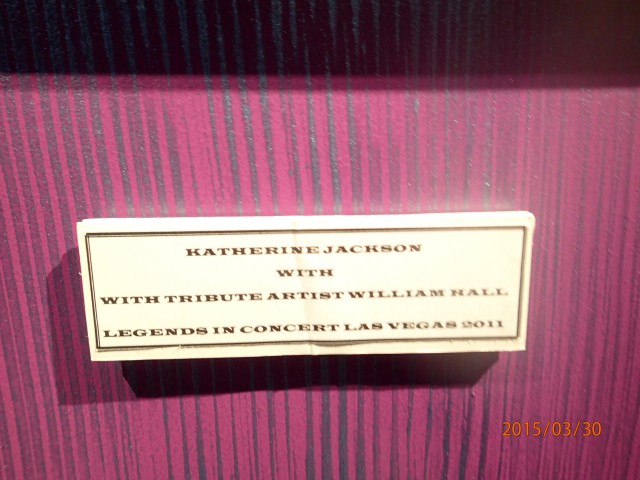 KATHERINE JACKSON
WITH
WITH TRIBUTE ARTIST WILLIAM HALL
LEGENDS IN CONCERT LAS VEGAS 2011
2015/03/30